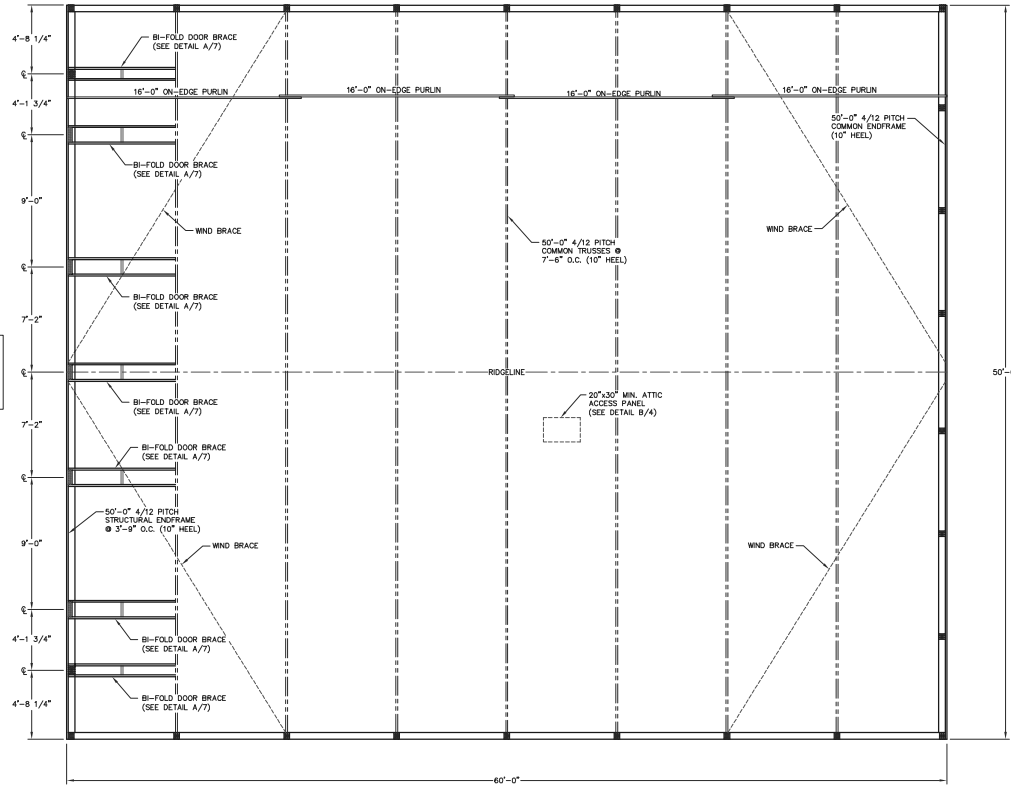 4'-8 1/4"
BI-FOLD DOOR BRACE
(SEE DETAIL A/7)
℄
4'-1 3/4"
16'-0" ON-EDGE PURLIN
16'-0" ON-EDGE PURLIN
16'-0" ON-EDGE PURLIN
16'-0" ON-EDGE PURLIN
50'-0" 4/12 PITCH
COMMON ENDFRAME
(10" HEEL)
℄
BI-FOLD DOOR BRACE
(SEE DETAIL A/7)
9'-0"
WIND BRACE
WIND BRACE
50'-0" 4/12 PITCH
COMMON TRUSSES @
7'-6" O.C. (10" HEEL)
℄
BI-FOLD DOOR BRACE
(SEE DETAIL A/7)
7'-2"
℄
RIDGELINE
50'-
BI-FOLD DOOR BRACE
(SEE DETAIL A/7)
20"x30" MIN. ATTIC
ACCESS PANEL
(SEE DETAIL B/4)
7'-2"
BI-FOLD DOOR BRACE
(SEE DETAIL A/7)
℄
50'-0" 4/12 PITCH
STRUCTURAL ENDFRAME
@ 3'-9" O.C. (10" HEEL)
9'-0"
WIND BRACE
WIND BRACE
℄
4'-1 3/4"
BI-FOLD DOOR BRACE
(SEE DETAIL A/7)
℄
4'-8 1/4"
BI-FOLD DOOR BRACE
(SEE DETAIL A/7)
60'-0"